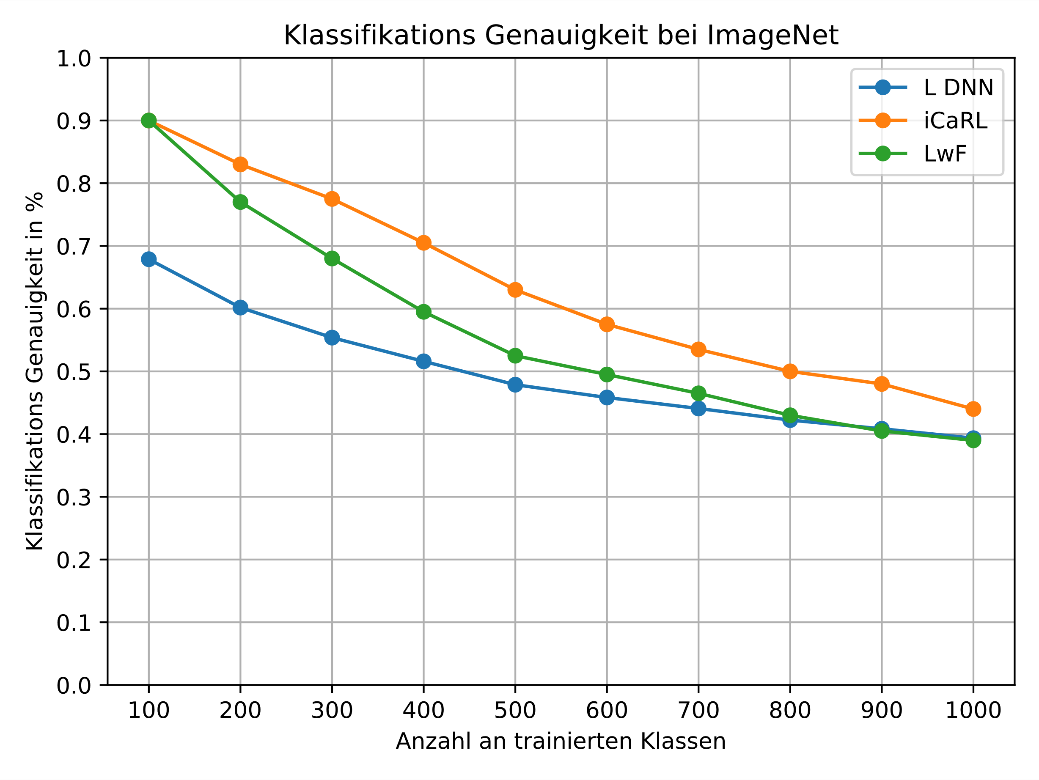 Klassifikations Genauigkeit bei ImageNet
Klassifikations Genauigkeit in %
1.0
0.9
0.8
0.7
0.6
0.5
0.4
0.3
0.2
0.1
0.0
L DNN
iCaRL
LwF
100 200 300 400 500 600 700 800 900 1000
Anzahl an trainierten Klassen